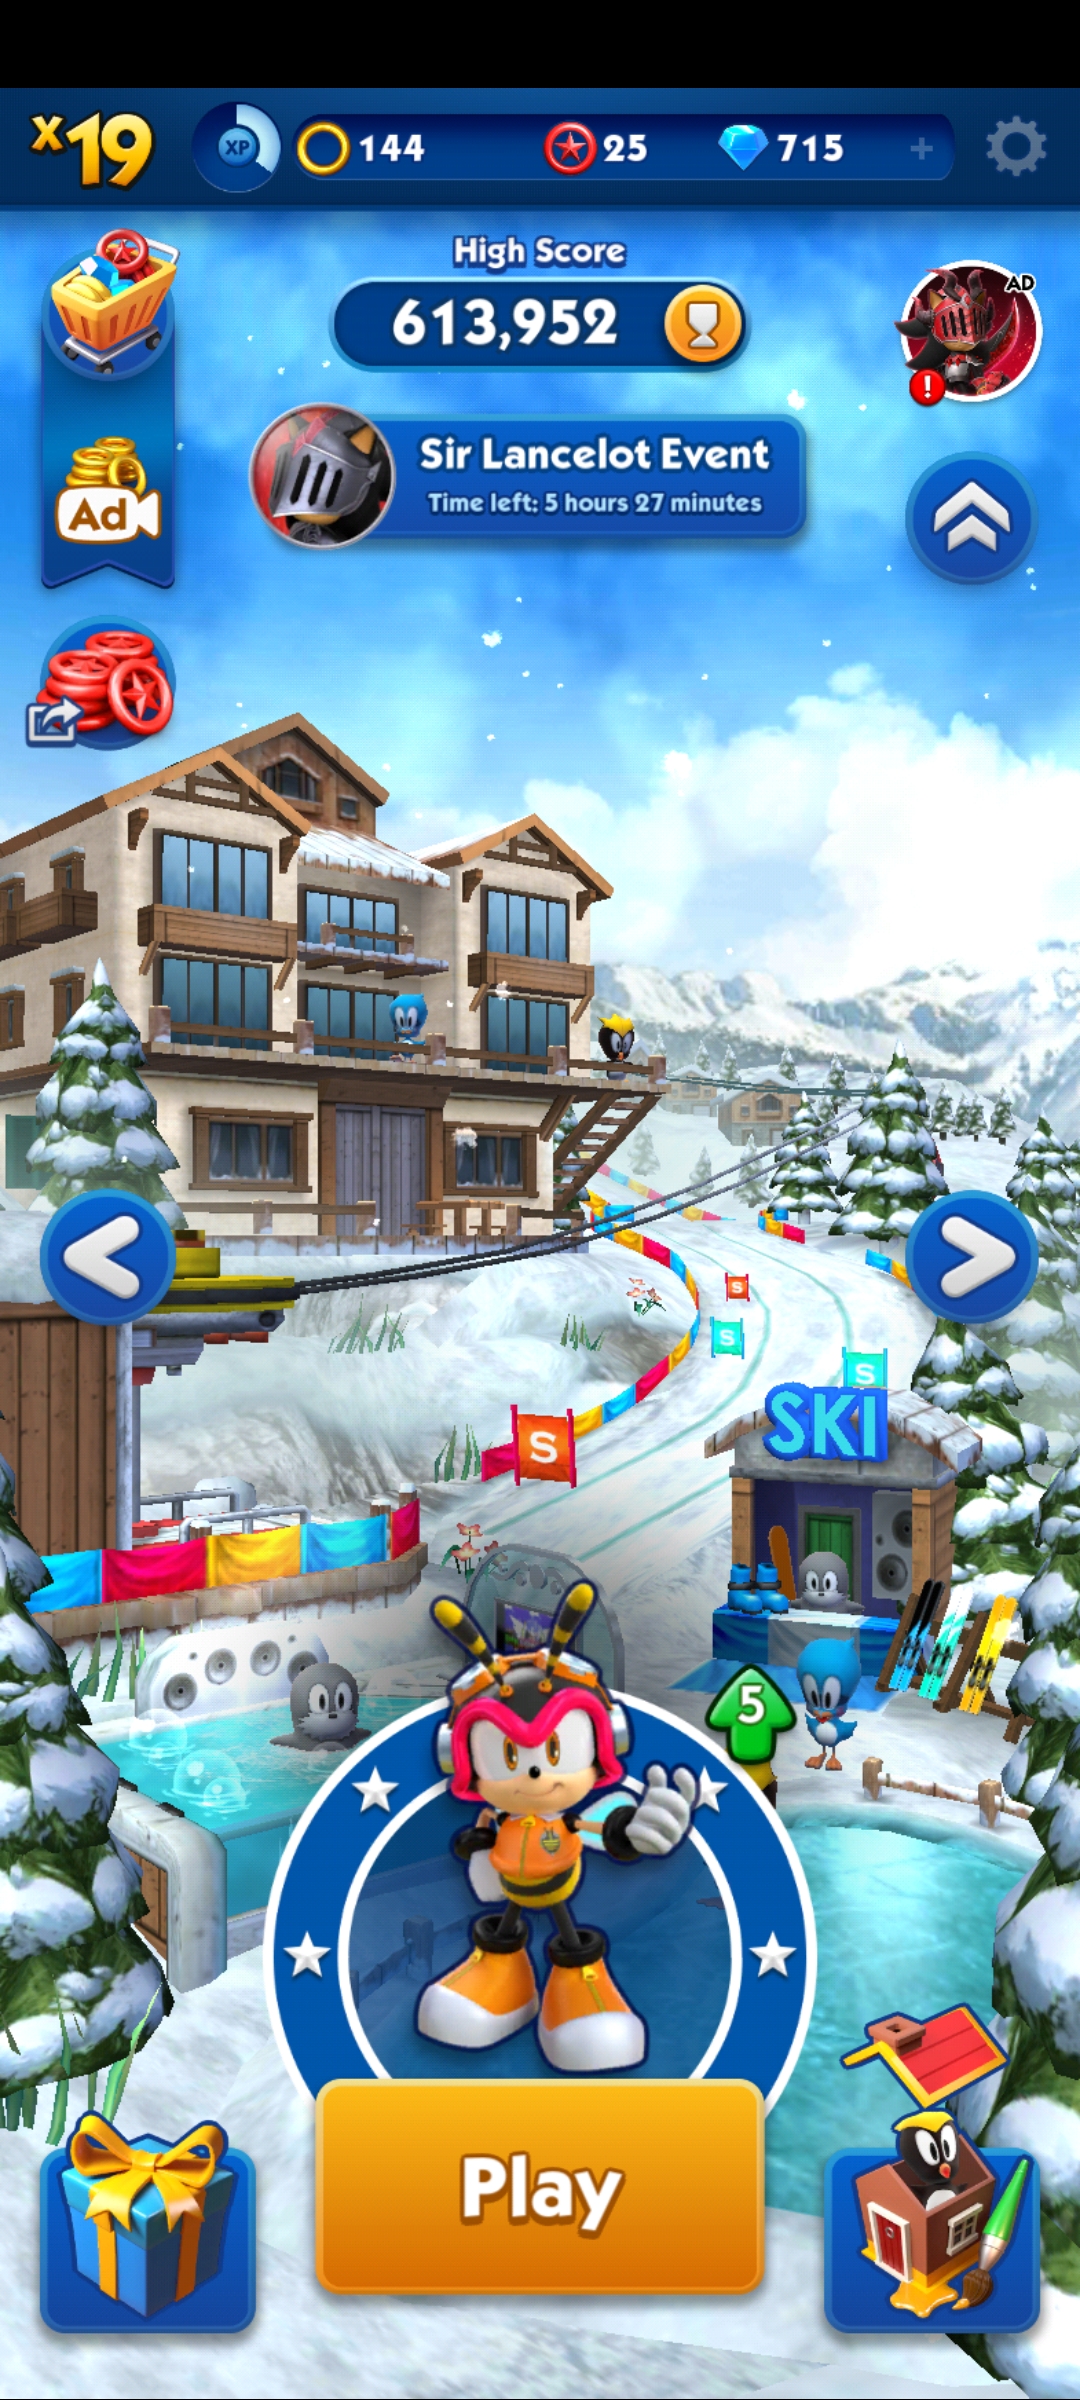 x19
XP
144
25
715
+
High Score
613,952
AD
!
Sir Lancelot Event
Time left: 5 hours 27 minutes
Ad
S
S
S
S
SKI
5
Play